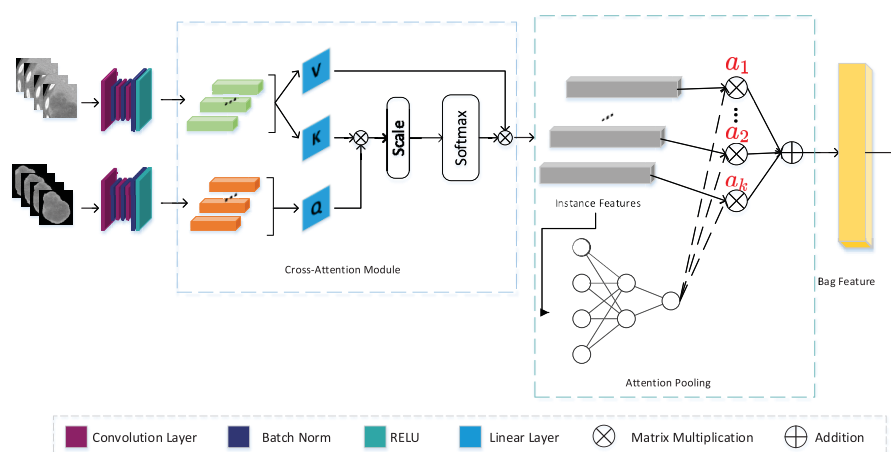 V
K
Q
Scale
Softmax
Cross-Attention Module
a1
a2
ak
Instance Features
Attention Pooling
Bag Feature
Convolution Layer
Batch Norm
RELU
Linear Layer
Matrix Multiplication
Addition